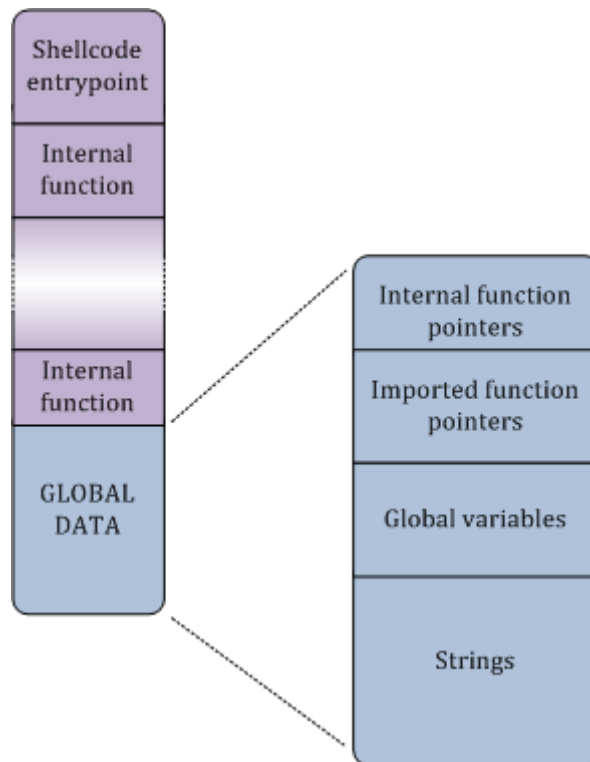 Shellcode
entrypoint
Internal
function
Internal
function
GLOBAL
DATA
Internal function
pointers
Imported function
pointers
Global variables
Strings